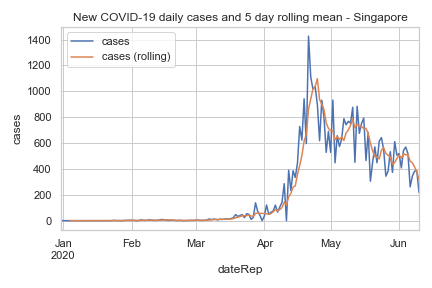 New COVID-19 daily cases and 5 day rolling mean - Singapore
cases
cases (rolling)
cases
1400
1200
1000
800
600
400
200
0
Jan Feb Mar Apr May Jun
2020
dateRep